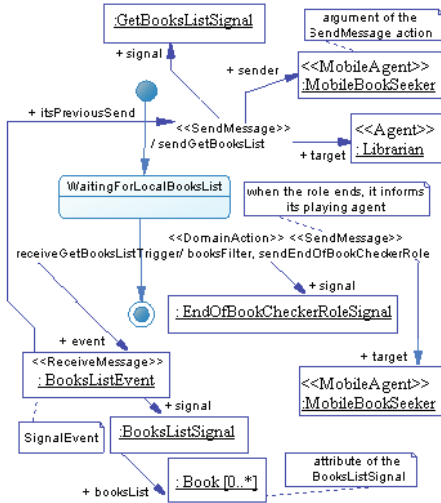 :GetBooksListSignal
argument of the
SendMessage action
+ signal
+ sender
<<MobileAgent>>
:MobileBookSeeker
+ itsPreviousSend
<<SendMessage>>
/ sendGetBooksList
<<Agent>>
: Librarian
+ target
WaitingForLocalBooksList
when the role ends, it informs
its playing agent
<<DomainAction>> <<SendMessage>>
receiveGetBooksListTrigger/ booksFilter, sendEndOfBookCheckerRole
+ signal
: EndOfBookCheckerRoleSignal
+ event
<<ReceiveMessage>>
: BooksListEvent
+ target
<<MobileAgent>>
:MobileBookSeeker
+ signal
SignalEvent
:BooksListSignal
: Book [0..*]
attribute of the
BooksListSignal
+ booksList